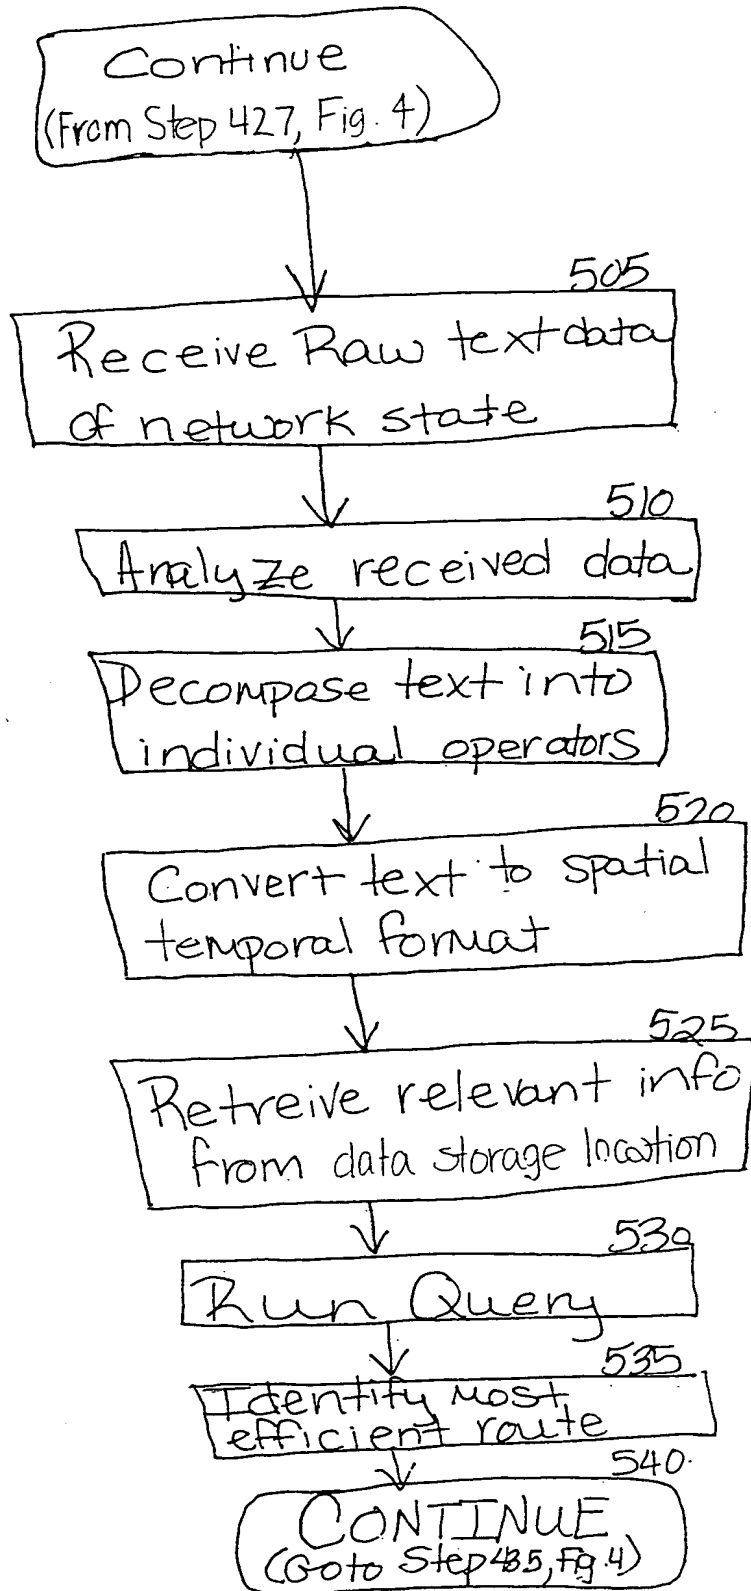 Continue
(From Step 427, Fig. 4)
505
Receive Raw text data
of network state
510
Analyze received data
515
Decompose text into
individual operators
520
Convert text to spatial
temporal format
525
Retreive relevant info
from data storage location
530
Run Query
535
Identify most
efficient route
540
CONTINUE
(Goto Step 435, Fig. 4)